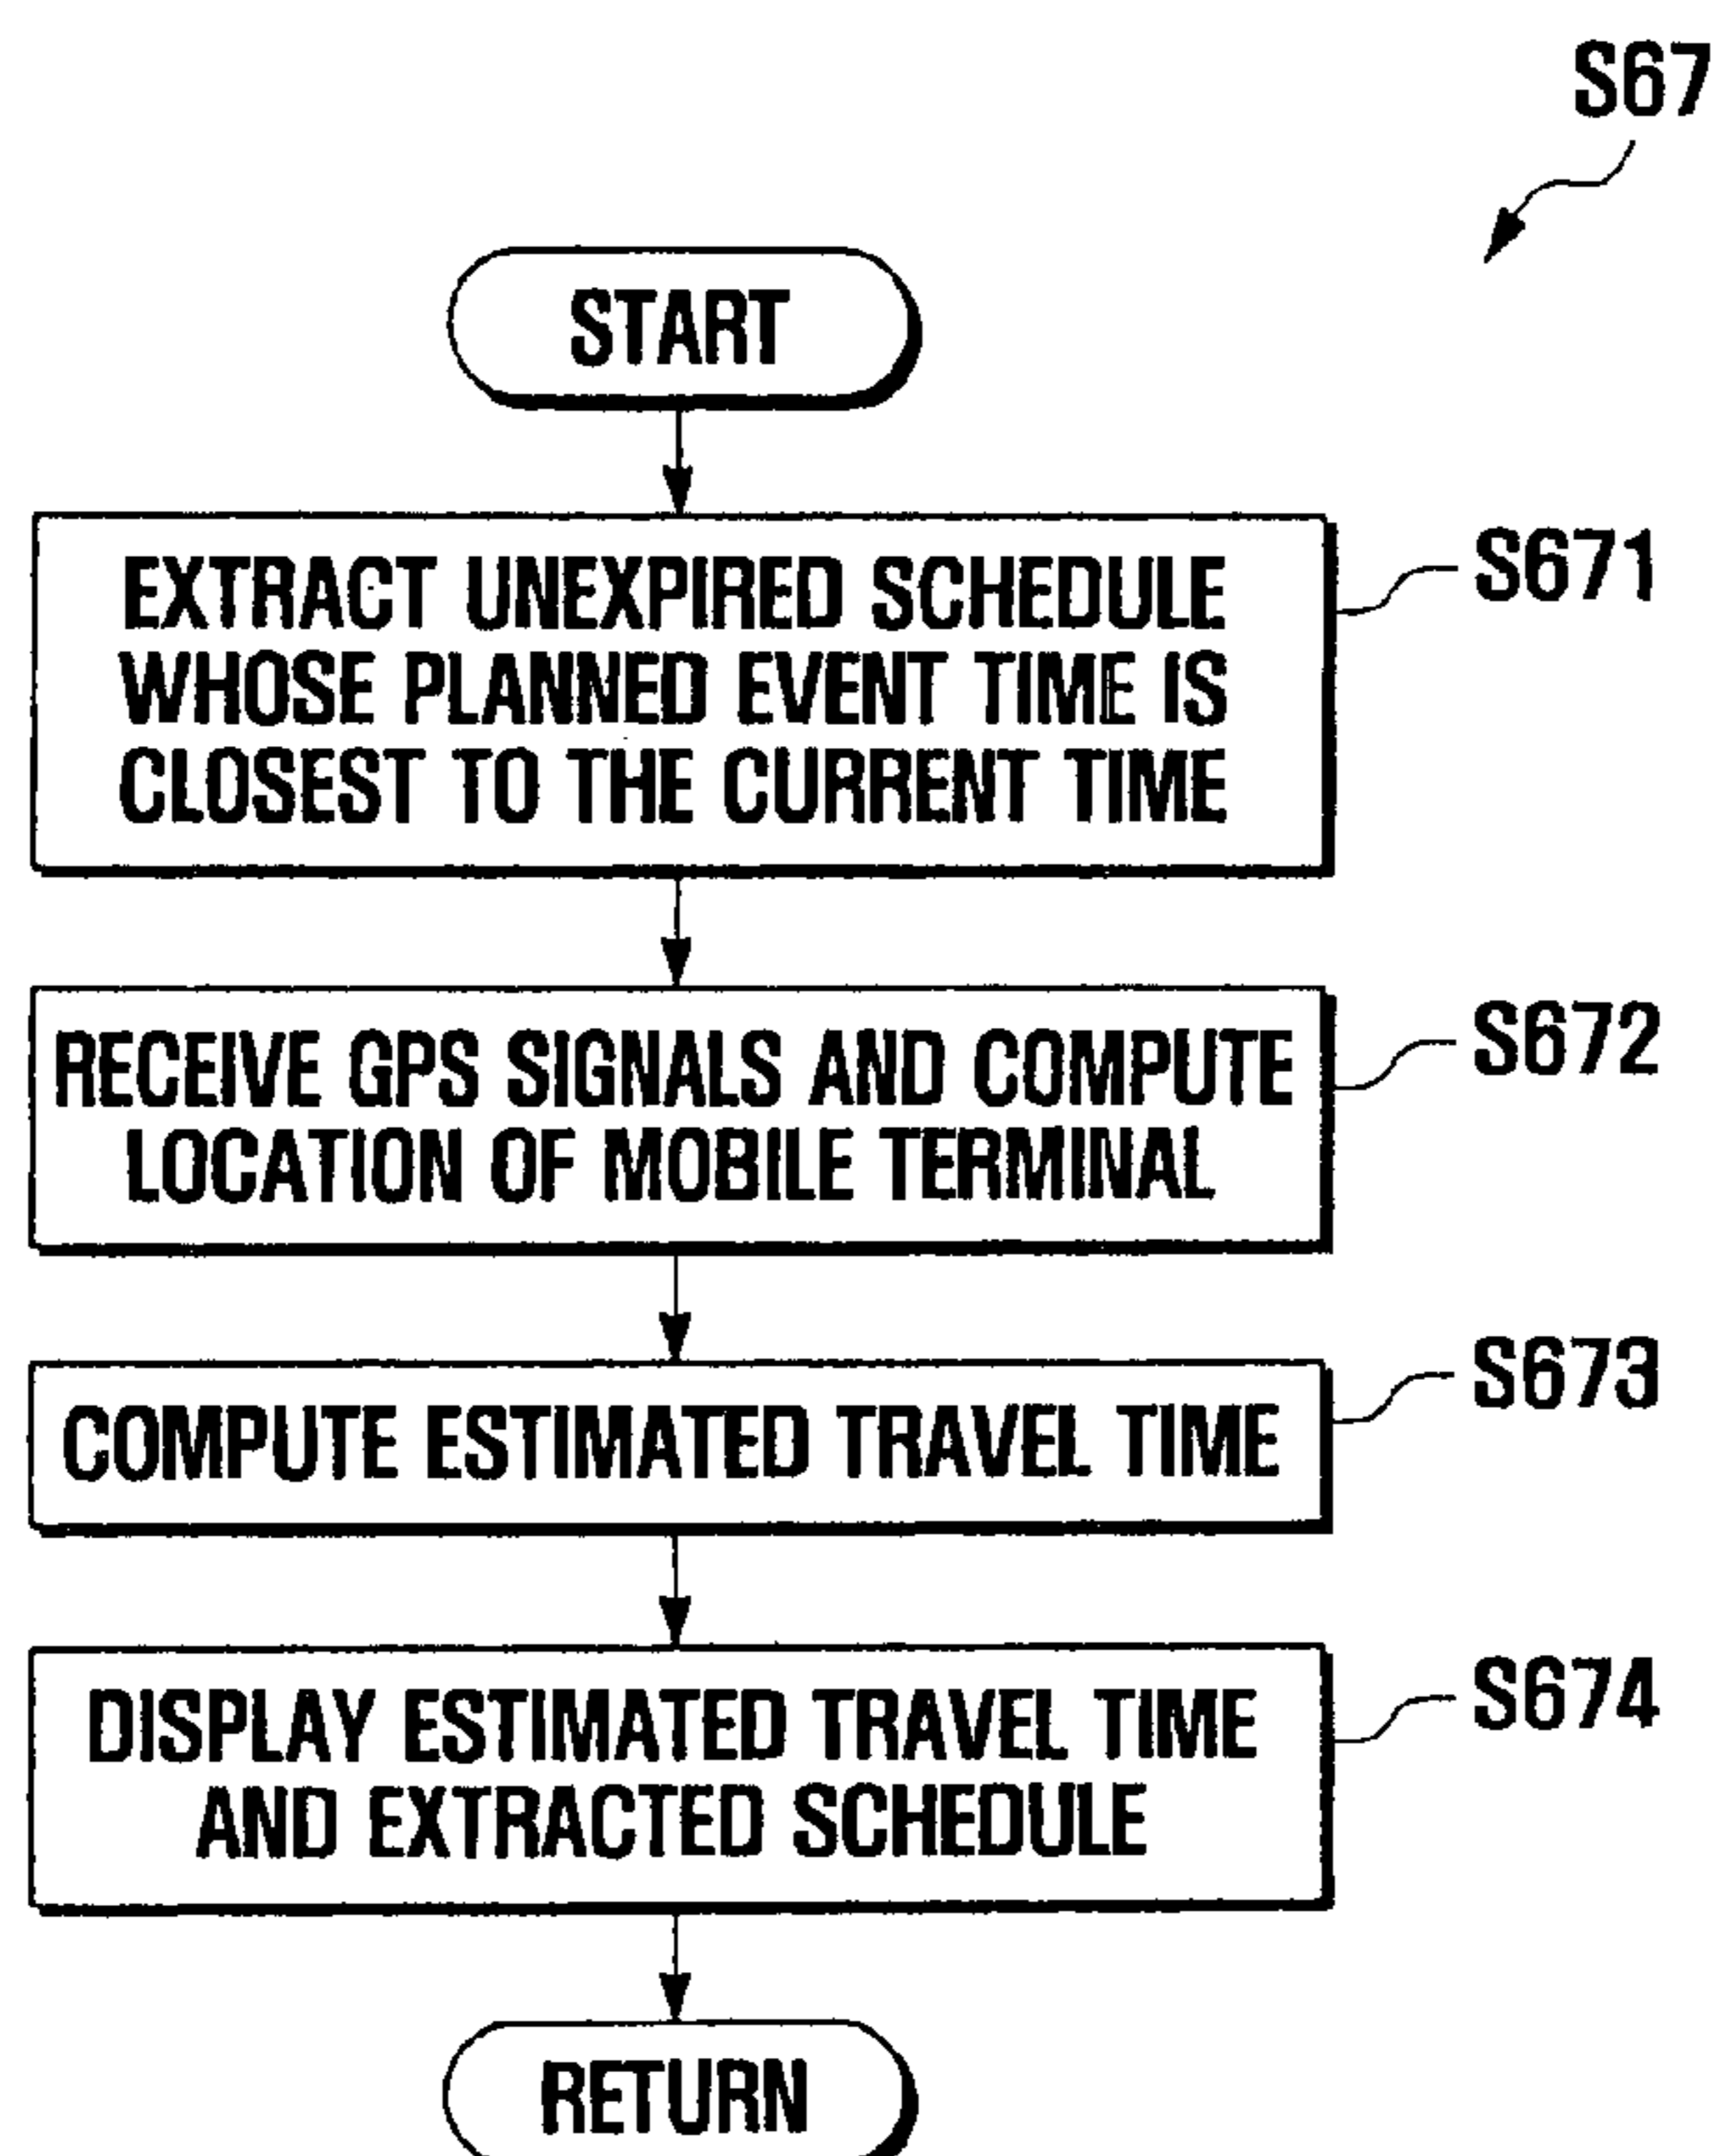 S67
START
EXTRACT UNEXPIRED SCHEDULE
WHOSE PLANNED EVENT TIME IS
CLOSEST TO THE CURRENT TIME
S671
RECEIVE GPS SIGNALS AND COMPUTE
LOCATION OF MOBILE TERMINAL
S672
COMPUTE ESTIMATED TRAVEL TIME
S673
DISPLAY ESTIMATED TRAVEL TIME
AND EXTRACTED SCHEDULE
S674
RETURN